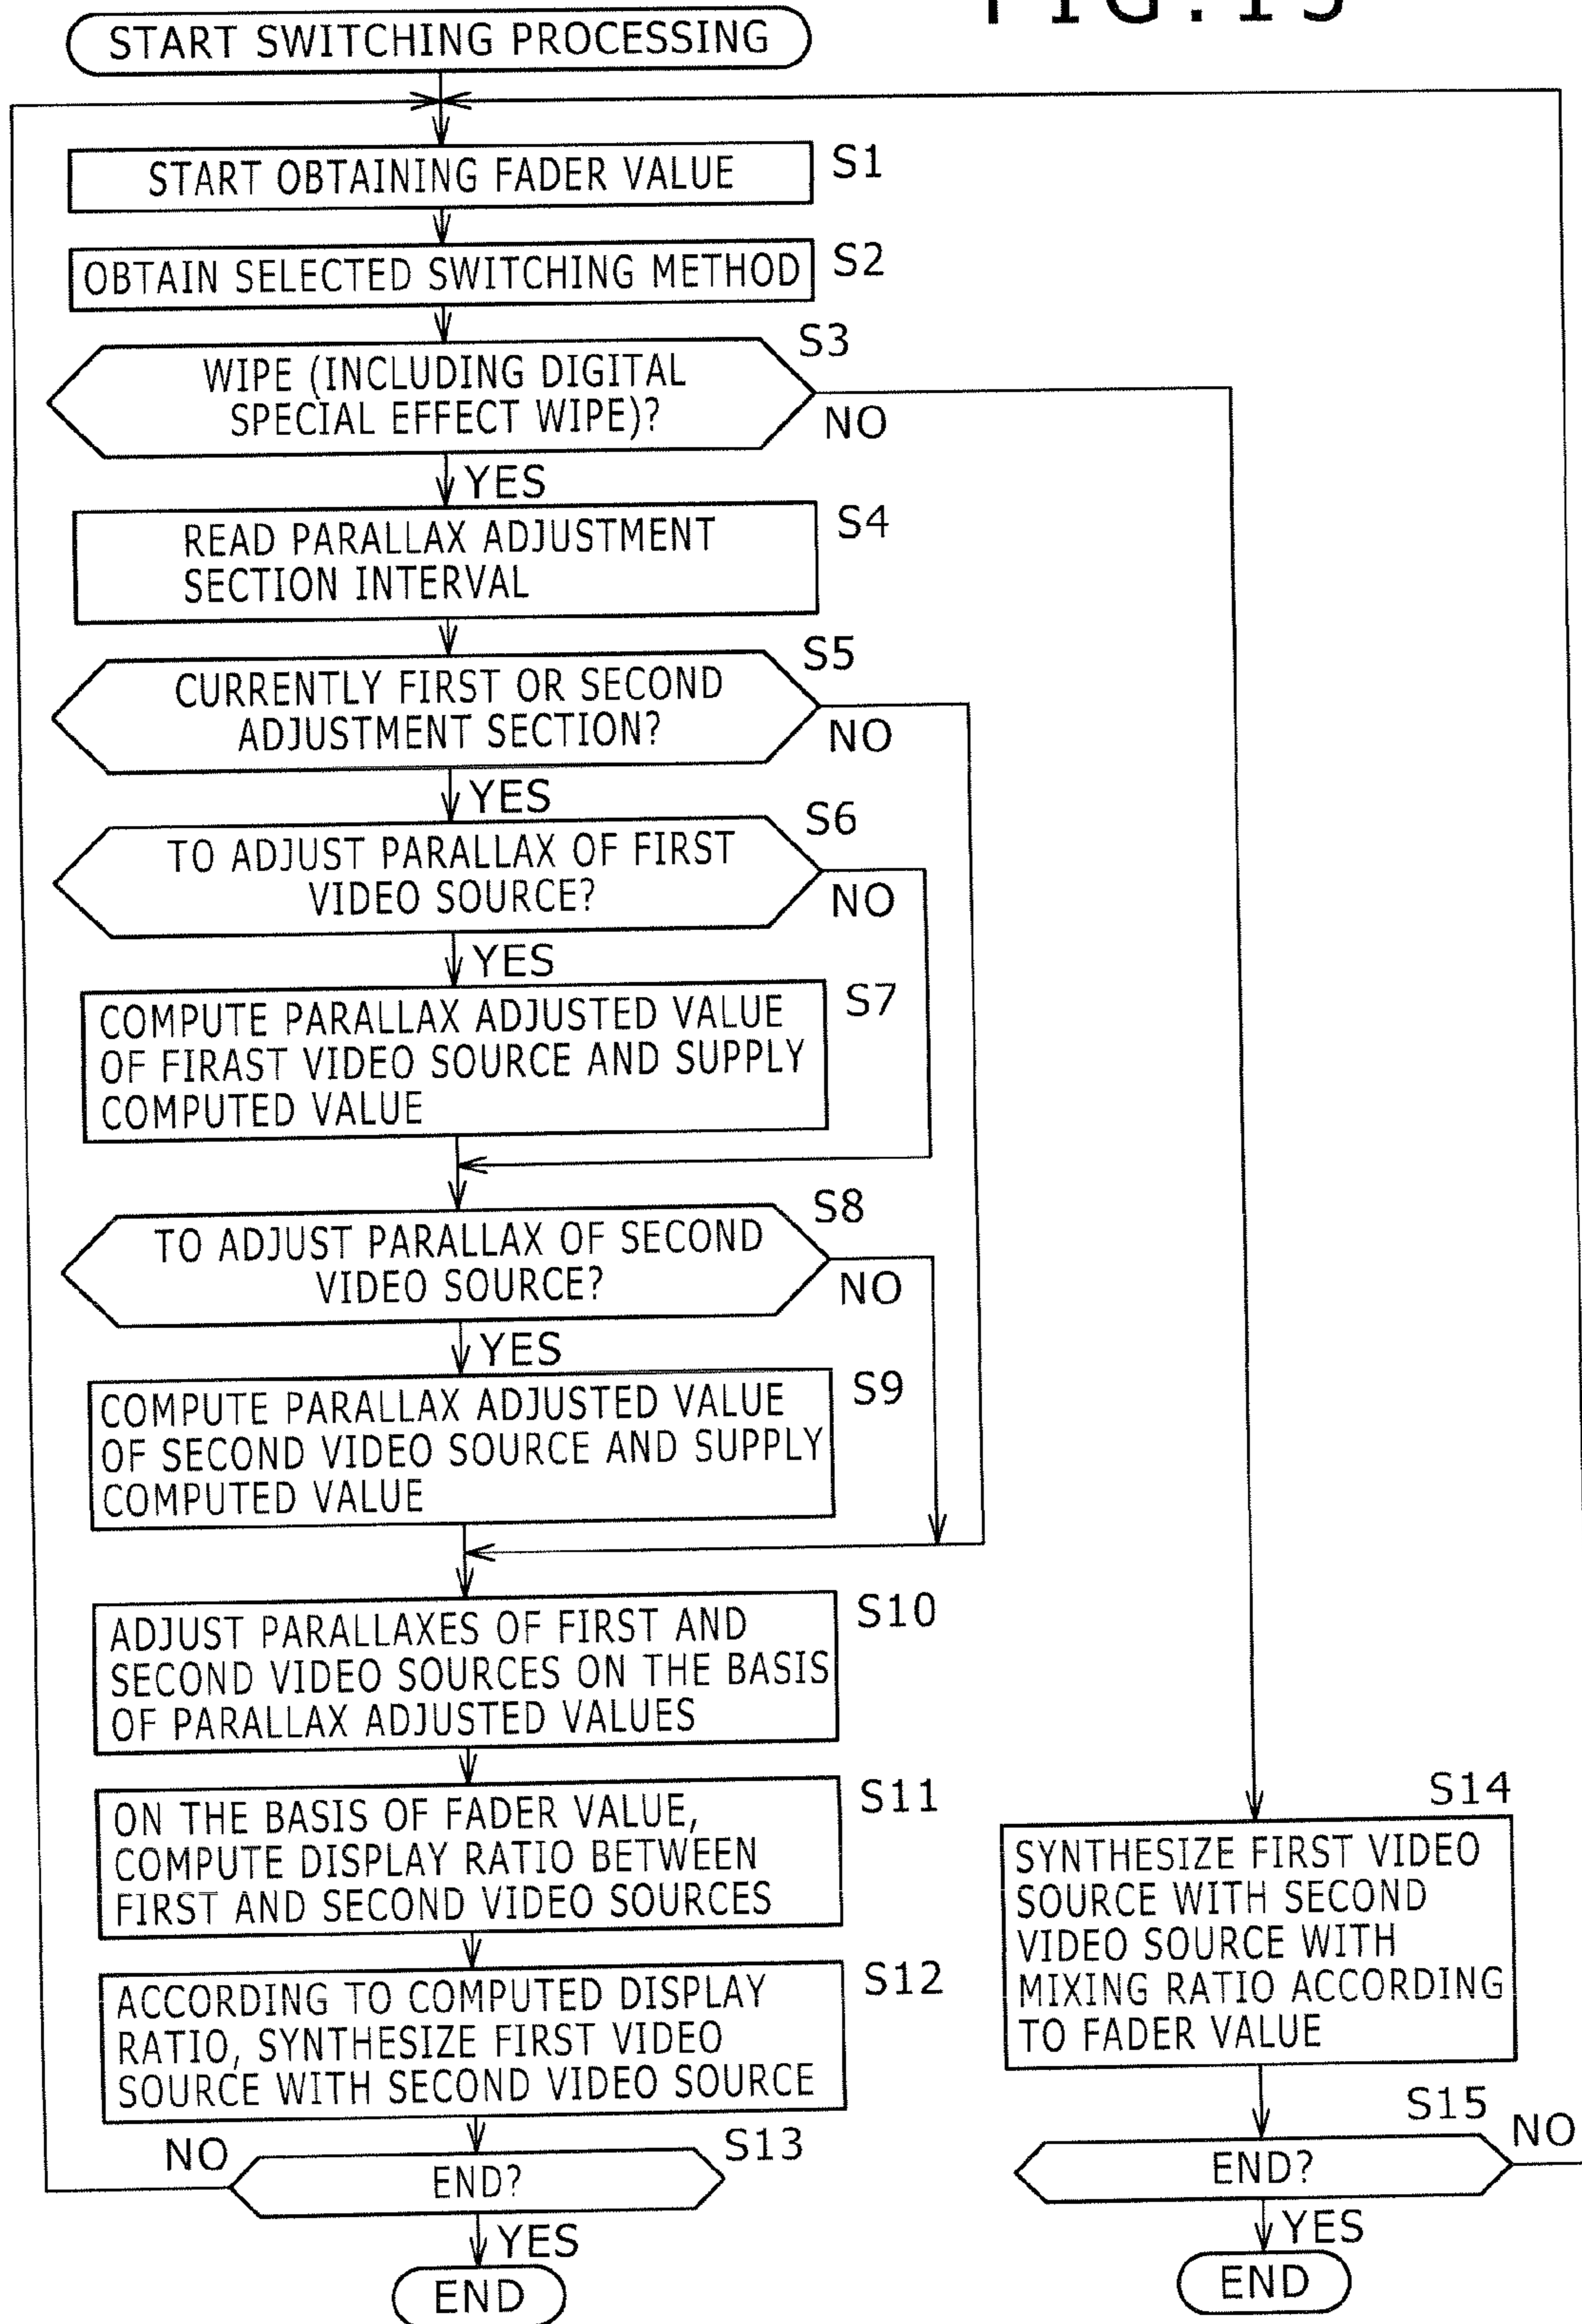 FIG.15
START SWITCHING PROCESSING
START OBTAINING FADER VALUE
S1
OBTAIN SELECTED SWITCHING METHOD
S2
S3
WIPE (INCLUDING DIGITAL
SPECIAL EFFECT WIPE)?
NO
YES
READ PARALLAX ADJUSTMENT
SECTION INTERVAL
S4
S5
CURRENTLY FIRST OR SECOND
ADJUSTMENT SECTION?
NO
YES
S6
TO ADJUST PARALLAX OF FIRST
VIDEO SOURCE?
NO
YES
COMPUTE PARALLAX ADJUSTED VALUE
OF FIRAST VIDEO SOURCE AND SUPPLY
COMPUTED VALUE
S7
S8
TO ADJUST PARALLAX OF SECOND
VIDEO SOURCE?
NO
YES
COMPUTE PARALLAX ADJUSTED VALUE
OF SECOND VIDEO SOURCE AND SUPPLY
COMPUTED VALUE
S9
ADJUST PARALLAXES OF FIRST AND
SECOND VIDEO SOURCES ON THE BASIS
OF PARALLAX ADJUSTED VALUES
S10
ON THE BASIS OF FADER VALUE,
COMPUTE DISPLAY RATIO BETWEEN
FIRST AND SECOND VIDEO SOURCES
S11
ACCORDING TO COMPUTED DISPLAY
RATIO, SYNTHESIZE FIRST VIDEO
SOURCE WITH SECOND VIDEO SOURCE
S12
NO
S13
END?
YES
END
S14
SYNTHESIZE FIRST VIDEO
SOURCE WITH SECOND
VIDEO SOURCE WITH
MIXING RATIO ACCORDING
TO FADER VALUE
S15
NO
END?
YES
END